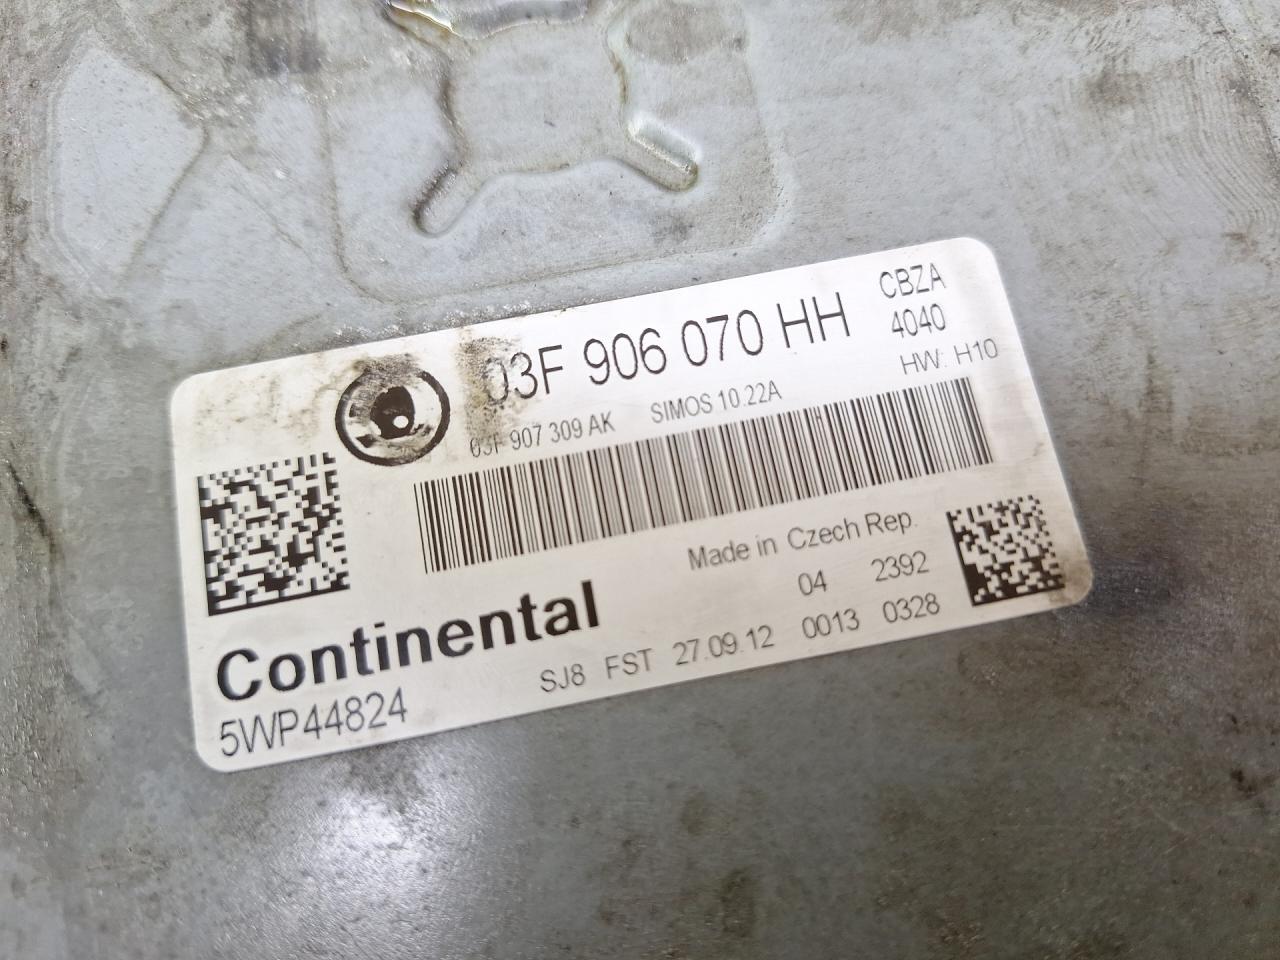 03F 906 070 HH
CBZA
4040
03F 907 309 AK SIMOS 10.22A
HW: H10
Made in Czech Rep.
04 2392
Continental
5WP44824
SJ8 FST 27.09.12 0013 0328